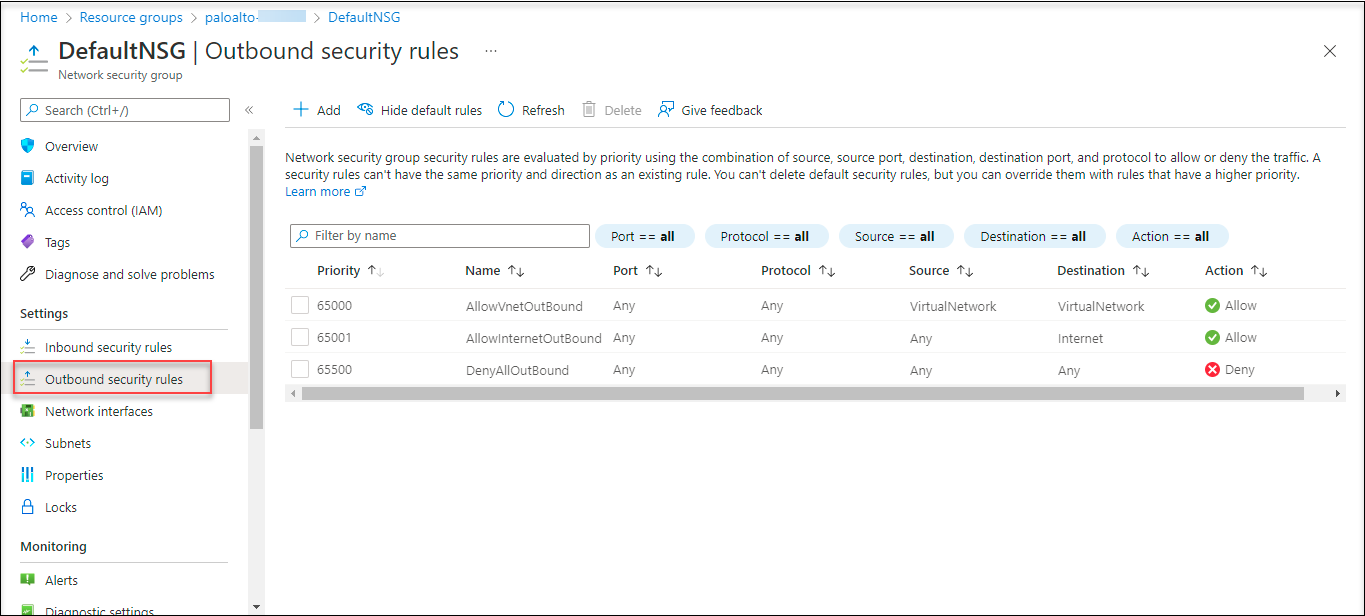 Home > Resource groups > paloalto- > DefaultNSG
DefaultNSG | Outbound security rules ...
Network security group
Search (Ctrl+/) «
Add Hide default rules Refresh Delete Give feedback
Overview
Activity log
Access control (IAM)
Tags
Diagnose and solve problems
Settings
Inbound security rules
Outbound security rules
Network interfaces
Subnets
Properties
Locks
Monitoring
Alerts
Diagnostic settings
Network security group security rules are evaluated by priority using the combination of source, source port, destination, destination port, and protocol to allow or deny the traffic. A
security rules can't have the same priority and direction as an existing rule. You can't delete default security rules, but you can override them with rules that have a higher priority.
Learn more
Filter by name Port == all Protocol == all Source == all Destination == all Action == all
Priority ↑↓ Name ↑↓ Port ↑↓ Protocol ↑↓ Source ↑↓ Destination ↑↓ Action ↑↓
65000 AllowVnetOutBound Any Any VirtualNetwork VirtualNetwork Allow
65001 AllowInternetOutBound Any Any Any Internet Allow
65500 DenyAllOutBound Any Any Any Any Deny